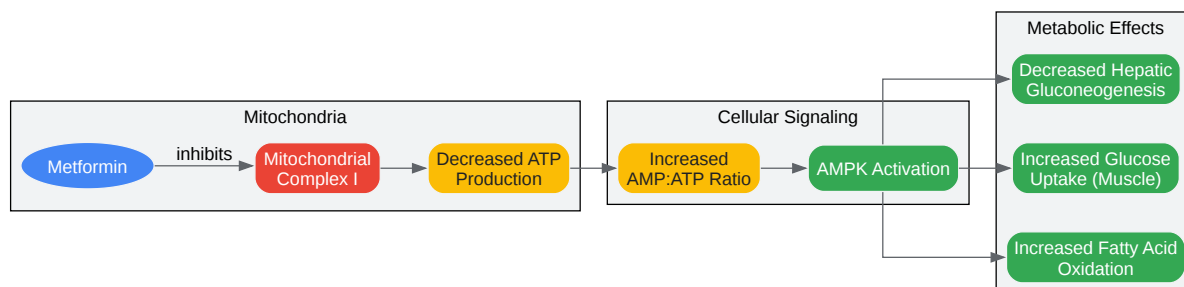 Metabolic Effects
Decreased Hepatic
Gluconeogenesis
Mitochondria
Cellular Signaling
inhibits
Metformin
Mitochondrial
Complex I
Decreased ATP
Production
Increased
AMP:ATP Ratio
AMPK Activation
Increased Glucose
Uptake (Muscle)
Increased Fatty Acid
Oxidation